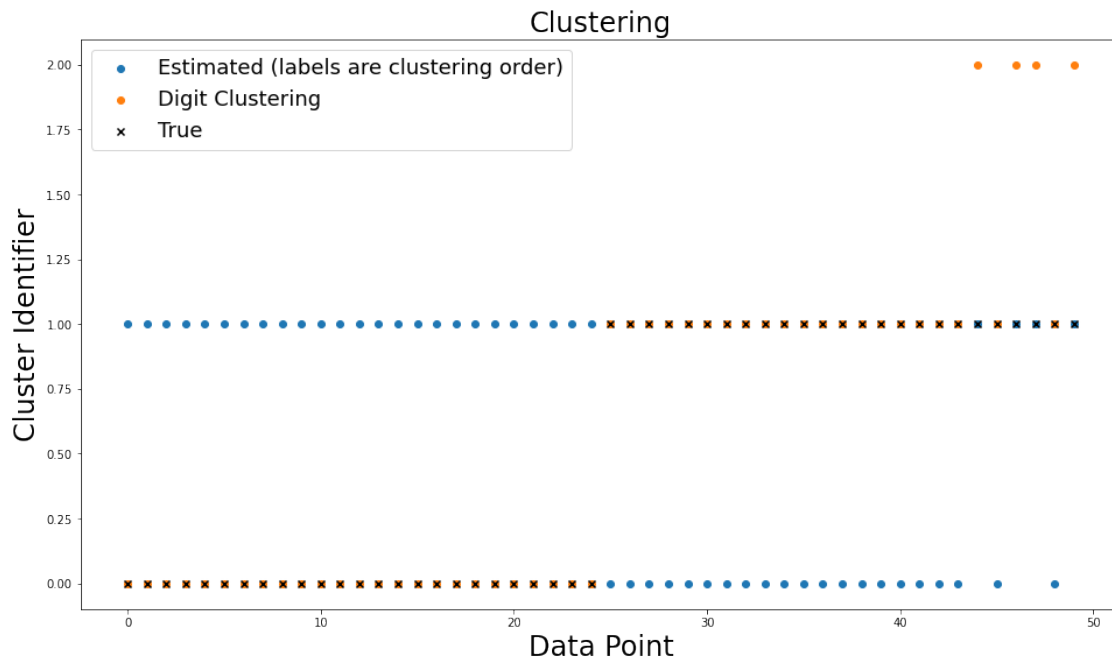 Clustering
Estimated (labels are clustering order)
Digit Clustering
True
2.00
1.75
1.50
1.25
1.00
0.75
0.50
0.25
0.00
Cluster Identifier
0 10 20 30 40 50
Data Point